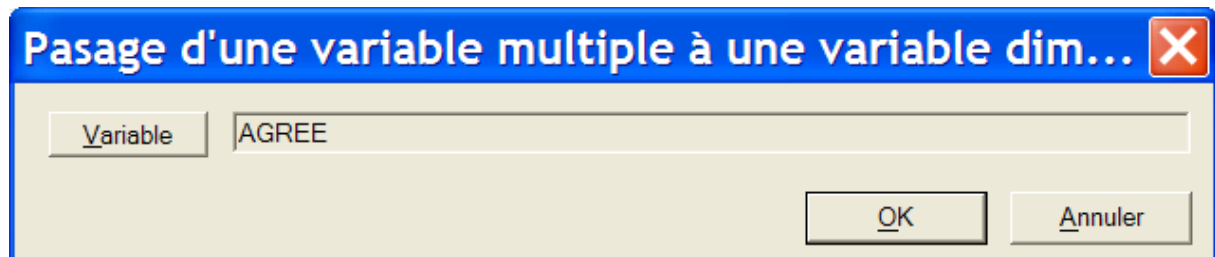 Pasage d'une variable multiple à une variable dim...
Variable AGREE
OK Annuler